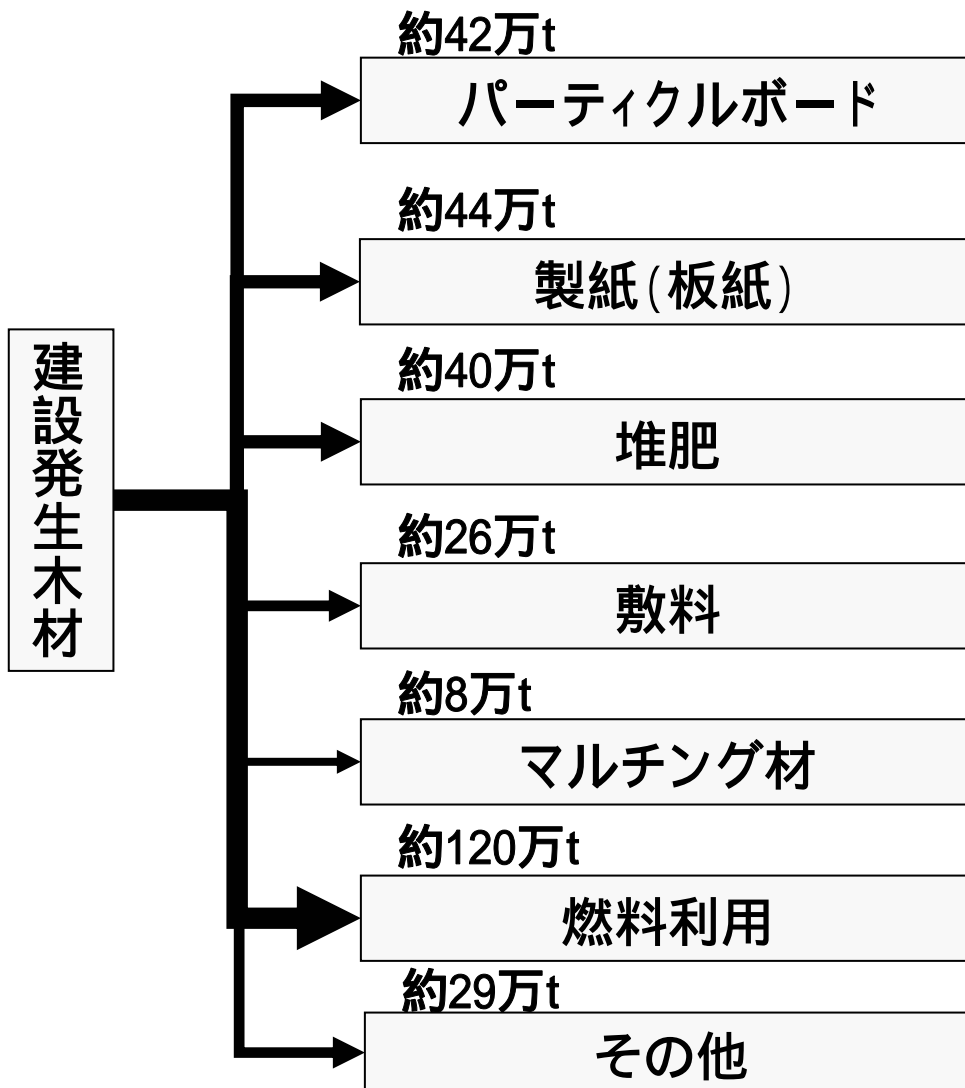 建設発生木材
約42万t
パーティクルボード
約44万t
製紙(板紙)
約40万t
堆肥
約26万t
敷料
約8万t
マルチング材
約120万t
燃料利用
約29万t
その他